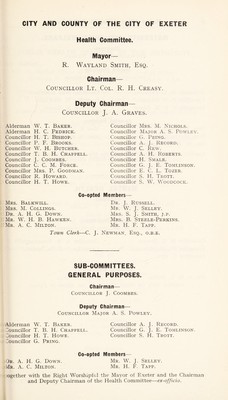 CITY AND COUNTY OF THE CITY OF EXETER
Health Committee.
Mayor—
R. WAYLAND SMITH, ESQ.
Chairman—
COUNCILLOR LT. COL. R. H. CREASY.
Deputy Chairman—
COUNCILLOR J. A. GRAVES.
Alderman W. T. BAKER.
Alderman H. C. PEDRICK.
Councillor H. T. BISHOP.
Councillor P. F. BROOKS.
Councillor W. H. BUTCHER.
Councillor T. B. H. CHAPPELL.
Councillor J. COOMBES.
Councillor C. C. M. FORCE.
Councillor MRS. P. GOODMAN.
Councillor R. HOWARD.
Councillor H. T. HOWE.
Councillor MRS. M. NICHOLS.
Councillor MAJOR A. S. POWLEY.
Councillor G. PRING.
Councillor A. J. RECORD.
Councillor C. REW.
Councillor A. H. ROBERTS.
Councillor H. SMALE.
Councillor G. J. E. TOMLINSON.
Councillor E. C. L. TOZER.
Councillor S. H. TROTT.
Councillor S. W. WOODCOCK.
Co-opted Members—
MRS. BALKWILL.
MRS. M. COLLINGS.
DR. A. H. G. DOWN.
MR. W. H. B. HAWKEN.
MR. A. C. MILTON.
DR. J. RUSSELL.
MR. W. J. SELLEY.
MRS. S. J. SMITH, J.P.
MRS. B. STEELE-PERKINS.
MR. H. F. TAPP.
Town Clerk—C. J. NEWMAN, ESQ., O.B.E.
SUB-COMMITTEES.
GENERAL PURPOSES.
Chairman—
COUNCILLOR J. COOMBES.
Deputy Chairman—
COUNCILLOR MAJOR A. S. POWLEY.
Alderman W. T. BAKER.
Councillor T. B. H. CHAPPELL
Councillor H. T. HOWE.
Councillor G. PRING.
Councillor A. J. RECORD.
Councillor G. J. E. TOMLINSON.
Councillor S. H. TROTT.
Co-opted Members—
DR. A. H. G. DOWN.
MR. A. C. MILTON.
MR. W. J. SELLEY.
MR. H. F. TAPP.
together with the Right Worshipful the Mayor of Exeter and the Chairman
and Deputy Chairman of the Health Committee—ex-officio.